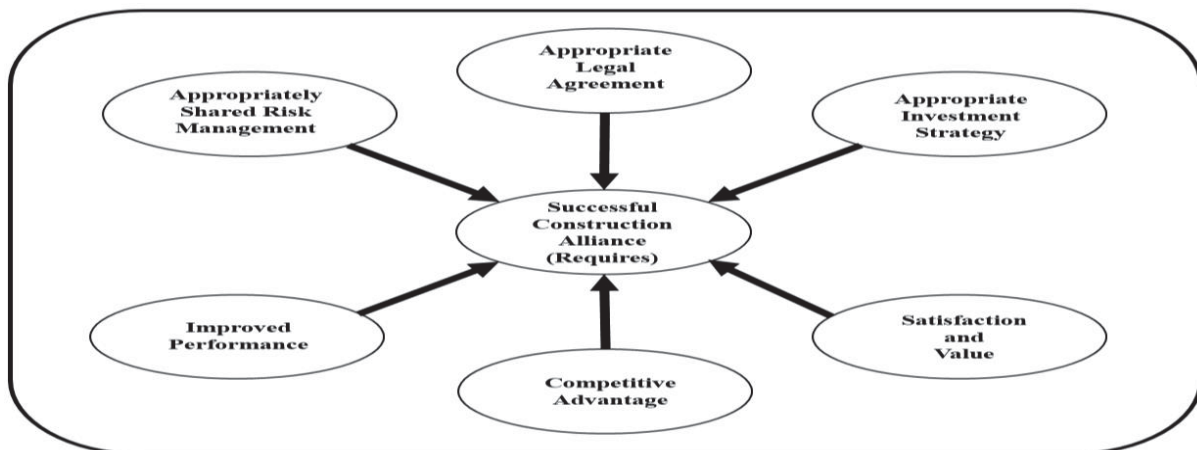 Appropriate
Legal
Agreement
Appropriately
Shared Risk
Management
Appropriate
Investment
Strategy
Successful
Construction
Alliance
(Requires)
Improved
Performance
Competitive
Advantage
Satisfaction
and
Value